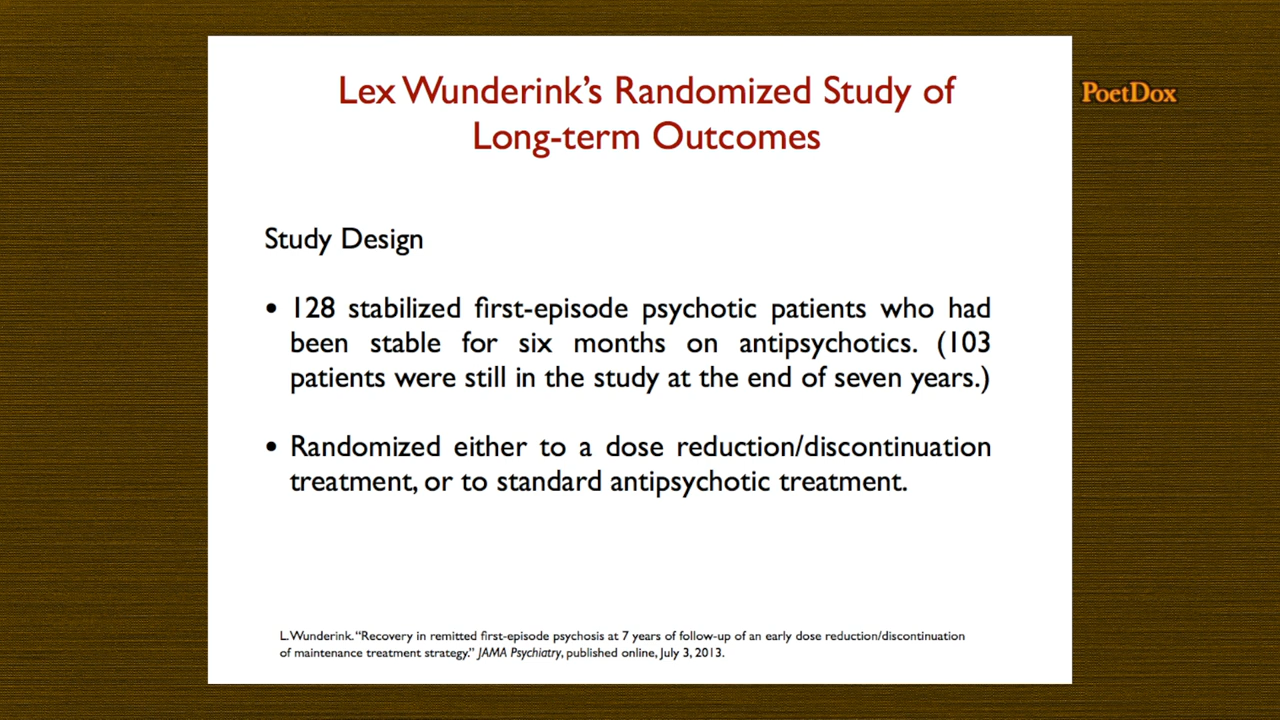 Lex Wunderink’s Randomized Study of
Long-term Outcomes
PoetDox
Study Design
• 128 stabilized first-episode psychotic patients who had
been stable for six months on antipsychotics. (103
patients were still in the study at the end of seven years.)
• Randomized either to a dose reduction/discontinuation
treatment, or to standard antipsychotic treatment.
L. Wunderink. “Recovery in remitted first-episode psychosis at 7 years of follow-up of an early dose reduction/discontinuation
of maintenance treatment strategy.” JAMA Psychiatry, published online, July 3, 2013.